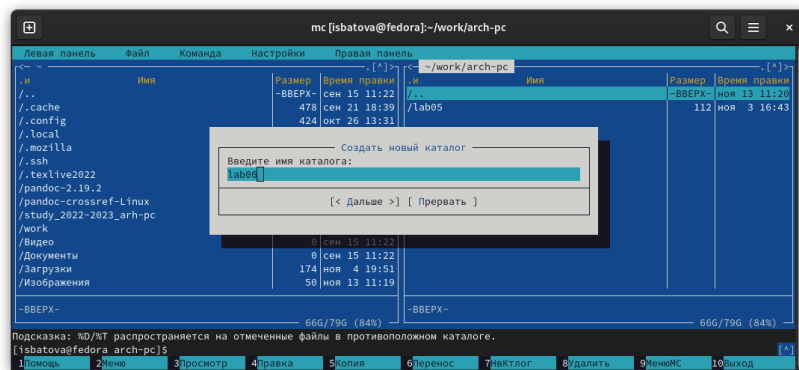 mc [isbatova@fedora]:~/work/arch-pc
Левая панель Файл Команда Настройки Правая панель
<— ~ .[^]>
.и Имя Размер Время правки
/.. -ВВЕРХ- сен 15 11:22
/.cache 478 сен 21 18:39
/.config 424 окт 26 13:31
/.local
/.mozilla
/.ssh
/.texlive2022
/pandoc-2.19.2
/pandoc-crossref-Linux
/study_2022-2023_arh-pc
/work
/Видео 0 сен 15 11:22
/Документы 0 сен 15 11:22
/Загрузки 174 ноя 4 19:51
/Изображения 50 ноя 13 11:19
-ВВЕРХ-
66G/79G (84%)
<— ~/work/arch-pc .[^]>
.и Имя Размер Время правки
/.. -ВВЕРХ- ноя 13 11:20
/lab05 112 ноя 3 16:43
-ВВЕРХ-
66G/79G (84%)
Создать новый каталог
Введите имя каталога:
lab06
[< Дальше >] [ Прервать ]
Подсказка: %D/%T распространяется на отмеченные файлы в противоположном каталоге.
[isbatova@fedora arch-pc]$ [^]
1Помощь 2Меню 3Просмотр 4Правка 5Копия 6Перенос 7НвКтлог 8Удалить 9МенюМС 10Выход